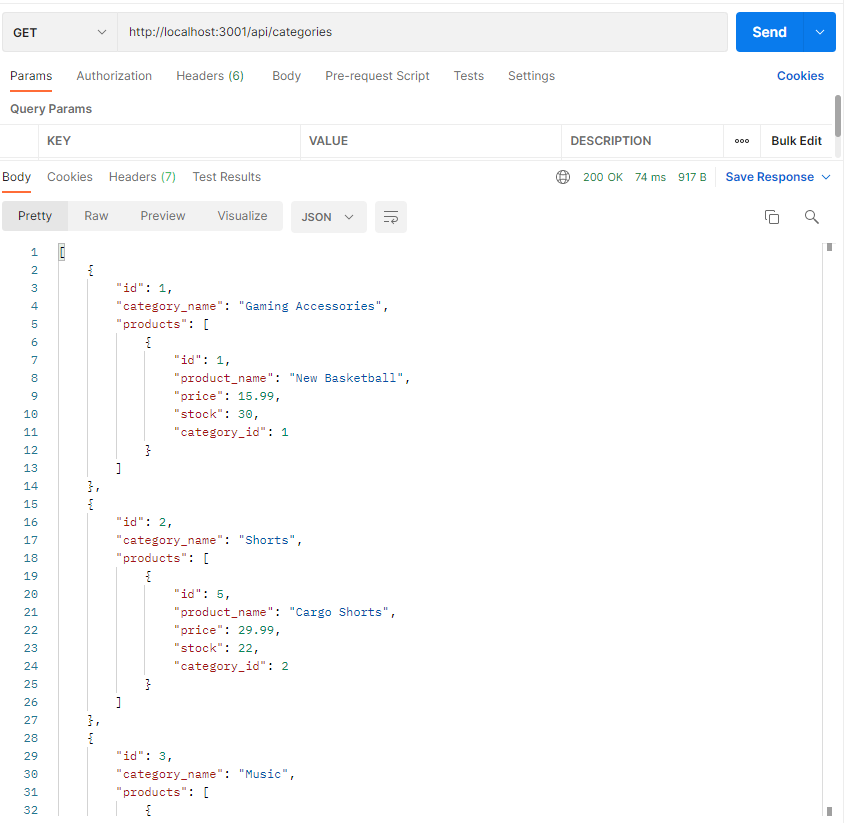 GET http://localhost:3001/api/categories Send
Params Authorization Headers (6) Body Pre-request Script Tests Settings Cookies
Query Params
KEY VALUE DESCRIPTION ooo Bulk Edit
Body Cookies Headers (7) Test Results 200 OK 74 ms 917 B Save Response
Pretty Raw Preview Visualize JSON
1 [
2 {
3 "id": 1,
4 "category_name": "Gaming Accessories",
5 "products": [
6 {
7 "id": 1,
8 "product_name": "New Basketball",
9 "price": 15.99,
10 "stock": 30,
11 "category_id": 1
12 }
13 ]
14 },
15 {
16 "id": 2,
17 "category_name": "Shorts",
18 "products": [
19 {
20 "id": 5,
21 "product_name": "Cargo Shorts",
22 "price": 29.99,
23 "stock": 22,
24 "category_id": 2
25 }
26 ]
27 },
28 {
29 "id": 3,
30 "category_name": "Music",
31 "products": [
32 {